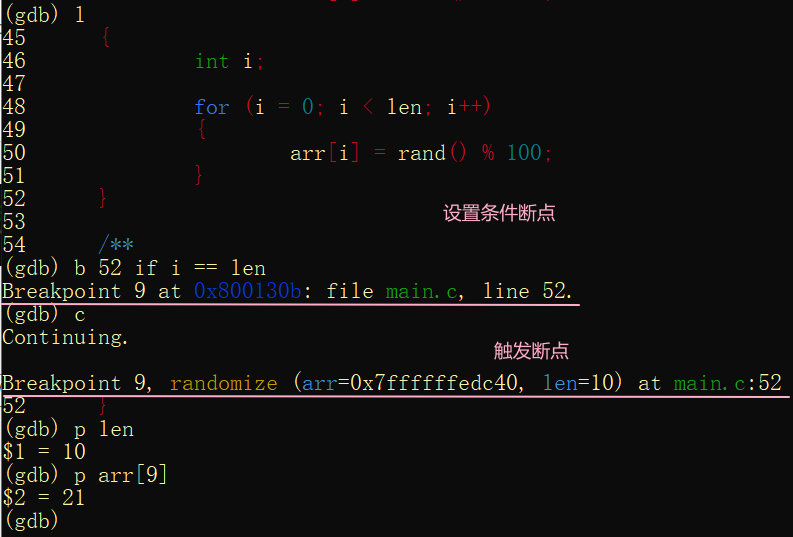 (gdb) l
45 {
46 int i;
47
48 for (i = 0; i < len; i++)
49 {
50 arr[i] = rand() % 100;
51 }
52 }
设置条件断点
53
54 /**
(gdb) b 52 if i == len
Breakpoint 9 at 0x800130b: file main.c, line 52.
(gdb) c
Continuing.
触发断点
Breakpoint 9, randomize (arr=0x7ffffffedc40, len=10) at main.c:52
52 }
(gdb) p len
$1 = 10
(gdb) p arr[9]
$2 = 21
(gdb)